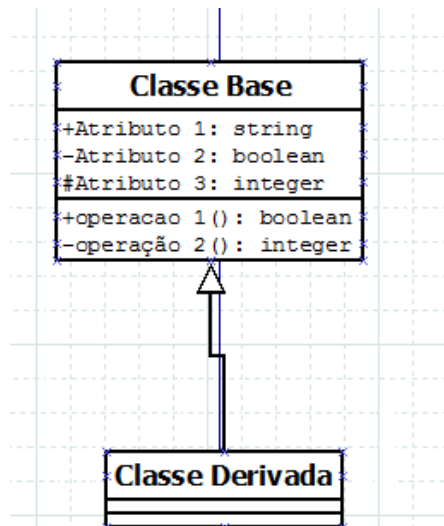 Classe Base
+Atributo 1: string
-Atributo 2: boolean
#Atributo 3: integer
+operacao 1(): boolean
-operação 2(): integer
Classe Derivada